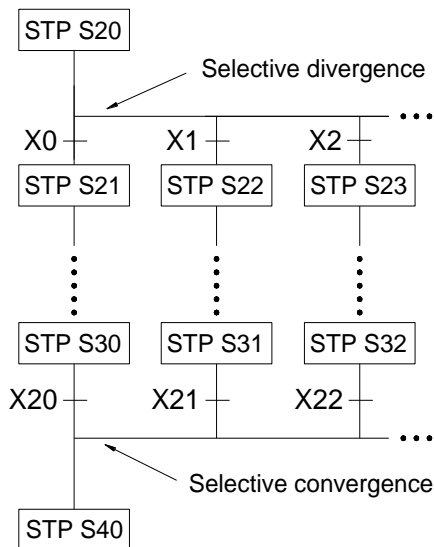 STP S20
Selective divergence
X0 X1 X2
STP S21 STP S22 STP S23
STP S30 STP S31 STP S32
X20 X21 X22
Selective convergence
STP S40